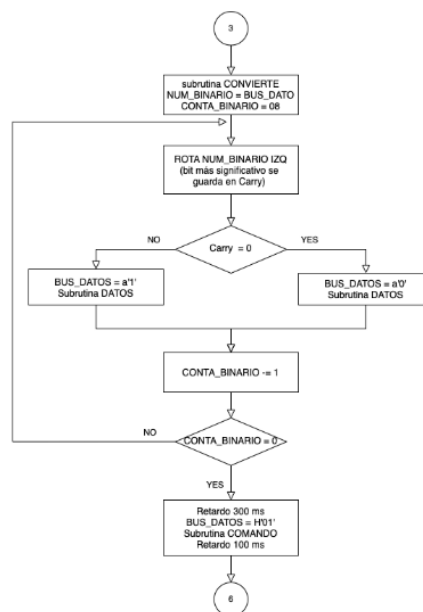 3
subrutina CONVIERTE
NUM_BINARIO = BUS_DATO
CONTA_BINARIO = 08
ROTA NUM_BINARIO IZQ
(bit más significativo se
guarda en Carry)
NO
YES
Carry = 0
BUS_DATOS = a'1'
Subrutina DATOS
BUS_DATOS = a'0'
Subrutina DATOS
CONTA_BINARIO -= 1
NO
CONTA_BINARIO = 0
YES
Retardo 300 ms
BUS_DATOS = H'01'
Subrutina COMANDO
Retardo 100 ms
6